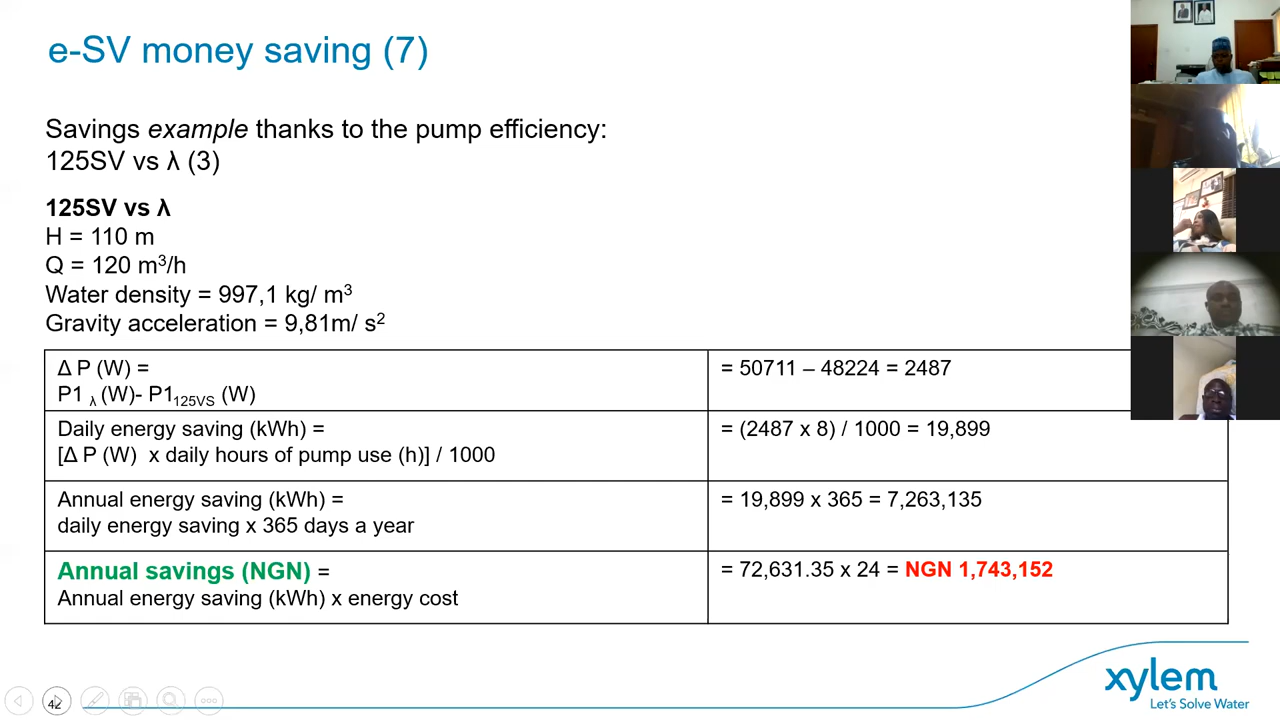 e-SV money saving (7)
Savings example thanks to the pump efficiency:
125SV vs λ (3)
125SV vs λ
H = 110 m
Q = 120 m³/h
Water density = 997,1 kg/ m³
Gravity acceleration = 9,81m/ s²
Δ P (W) =
P1 λ (W)- P1125VS (W)
= 50711 – 48224 = 2487
Daily energy saving (kWh) =
[Δ P (W) x daily hours of pump use (h)] / 1000
= (2487 x 8) / 1000 = 19,899
Annual energy saving (kWh) =
daily energy saving x 365 days a year
= 19,899 x 365 = 7,263,135
Annual savings (NGN) =
Annual energy saving (kWh) x energy cost
= 72,631.35 x 24 = NGN 1,743,152
xylem
Let's Solve Water
42